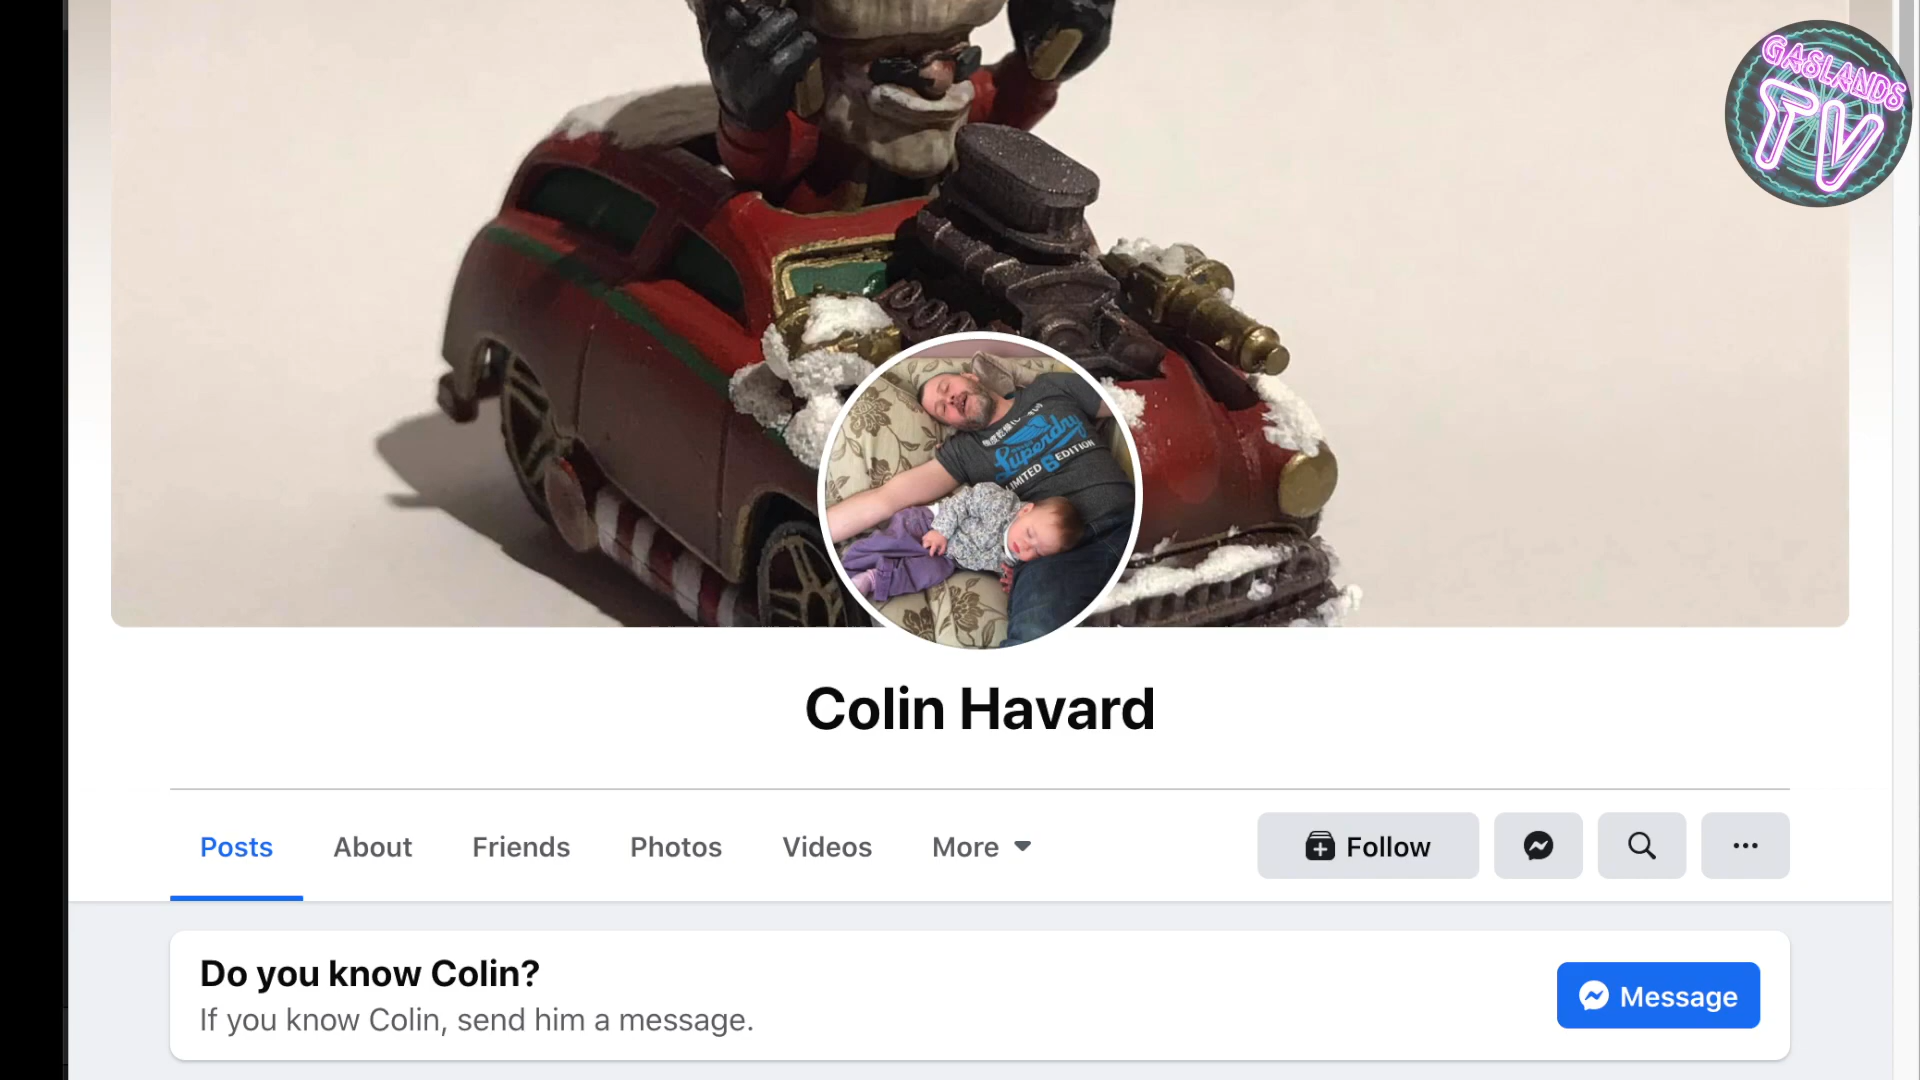 GASLANDS
TV
Superdry
LIMITED 6 EDITION
Colin Havard
Posts About Friends Photos Videos More Follow
Do you know Colin?
If you know Colin, send him a message.
Message